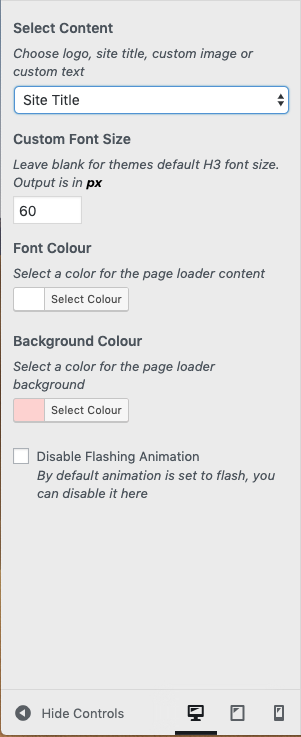 Select Content
Choose logo, site title, custom image or
custom text
Site Title
Custom Font Size
Leave blank for themes default H3 font size.
Output is in px
60
Font Colour
Select a color for the page loader content
Select Colour
Background Colour
Select a color for the page loader
background
Select Colour
Disable Flashing Animation
By default animation is set to flash, you
can disable it here
Hide Controls